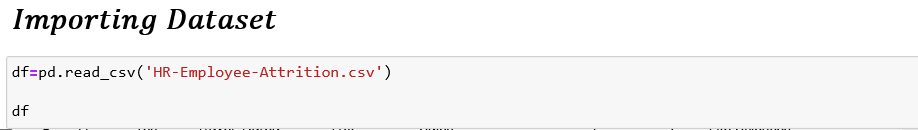 Importing Dataset
df=pd.read_csv('HR-Employee-Attrition.csv')
df